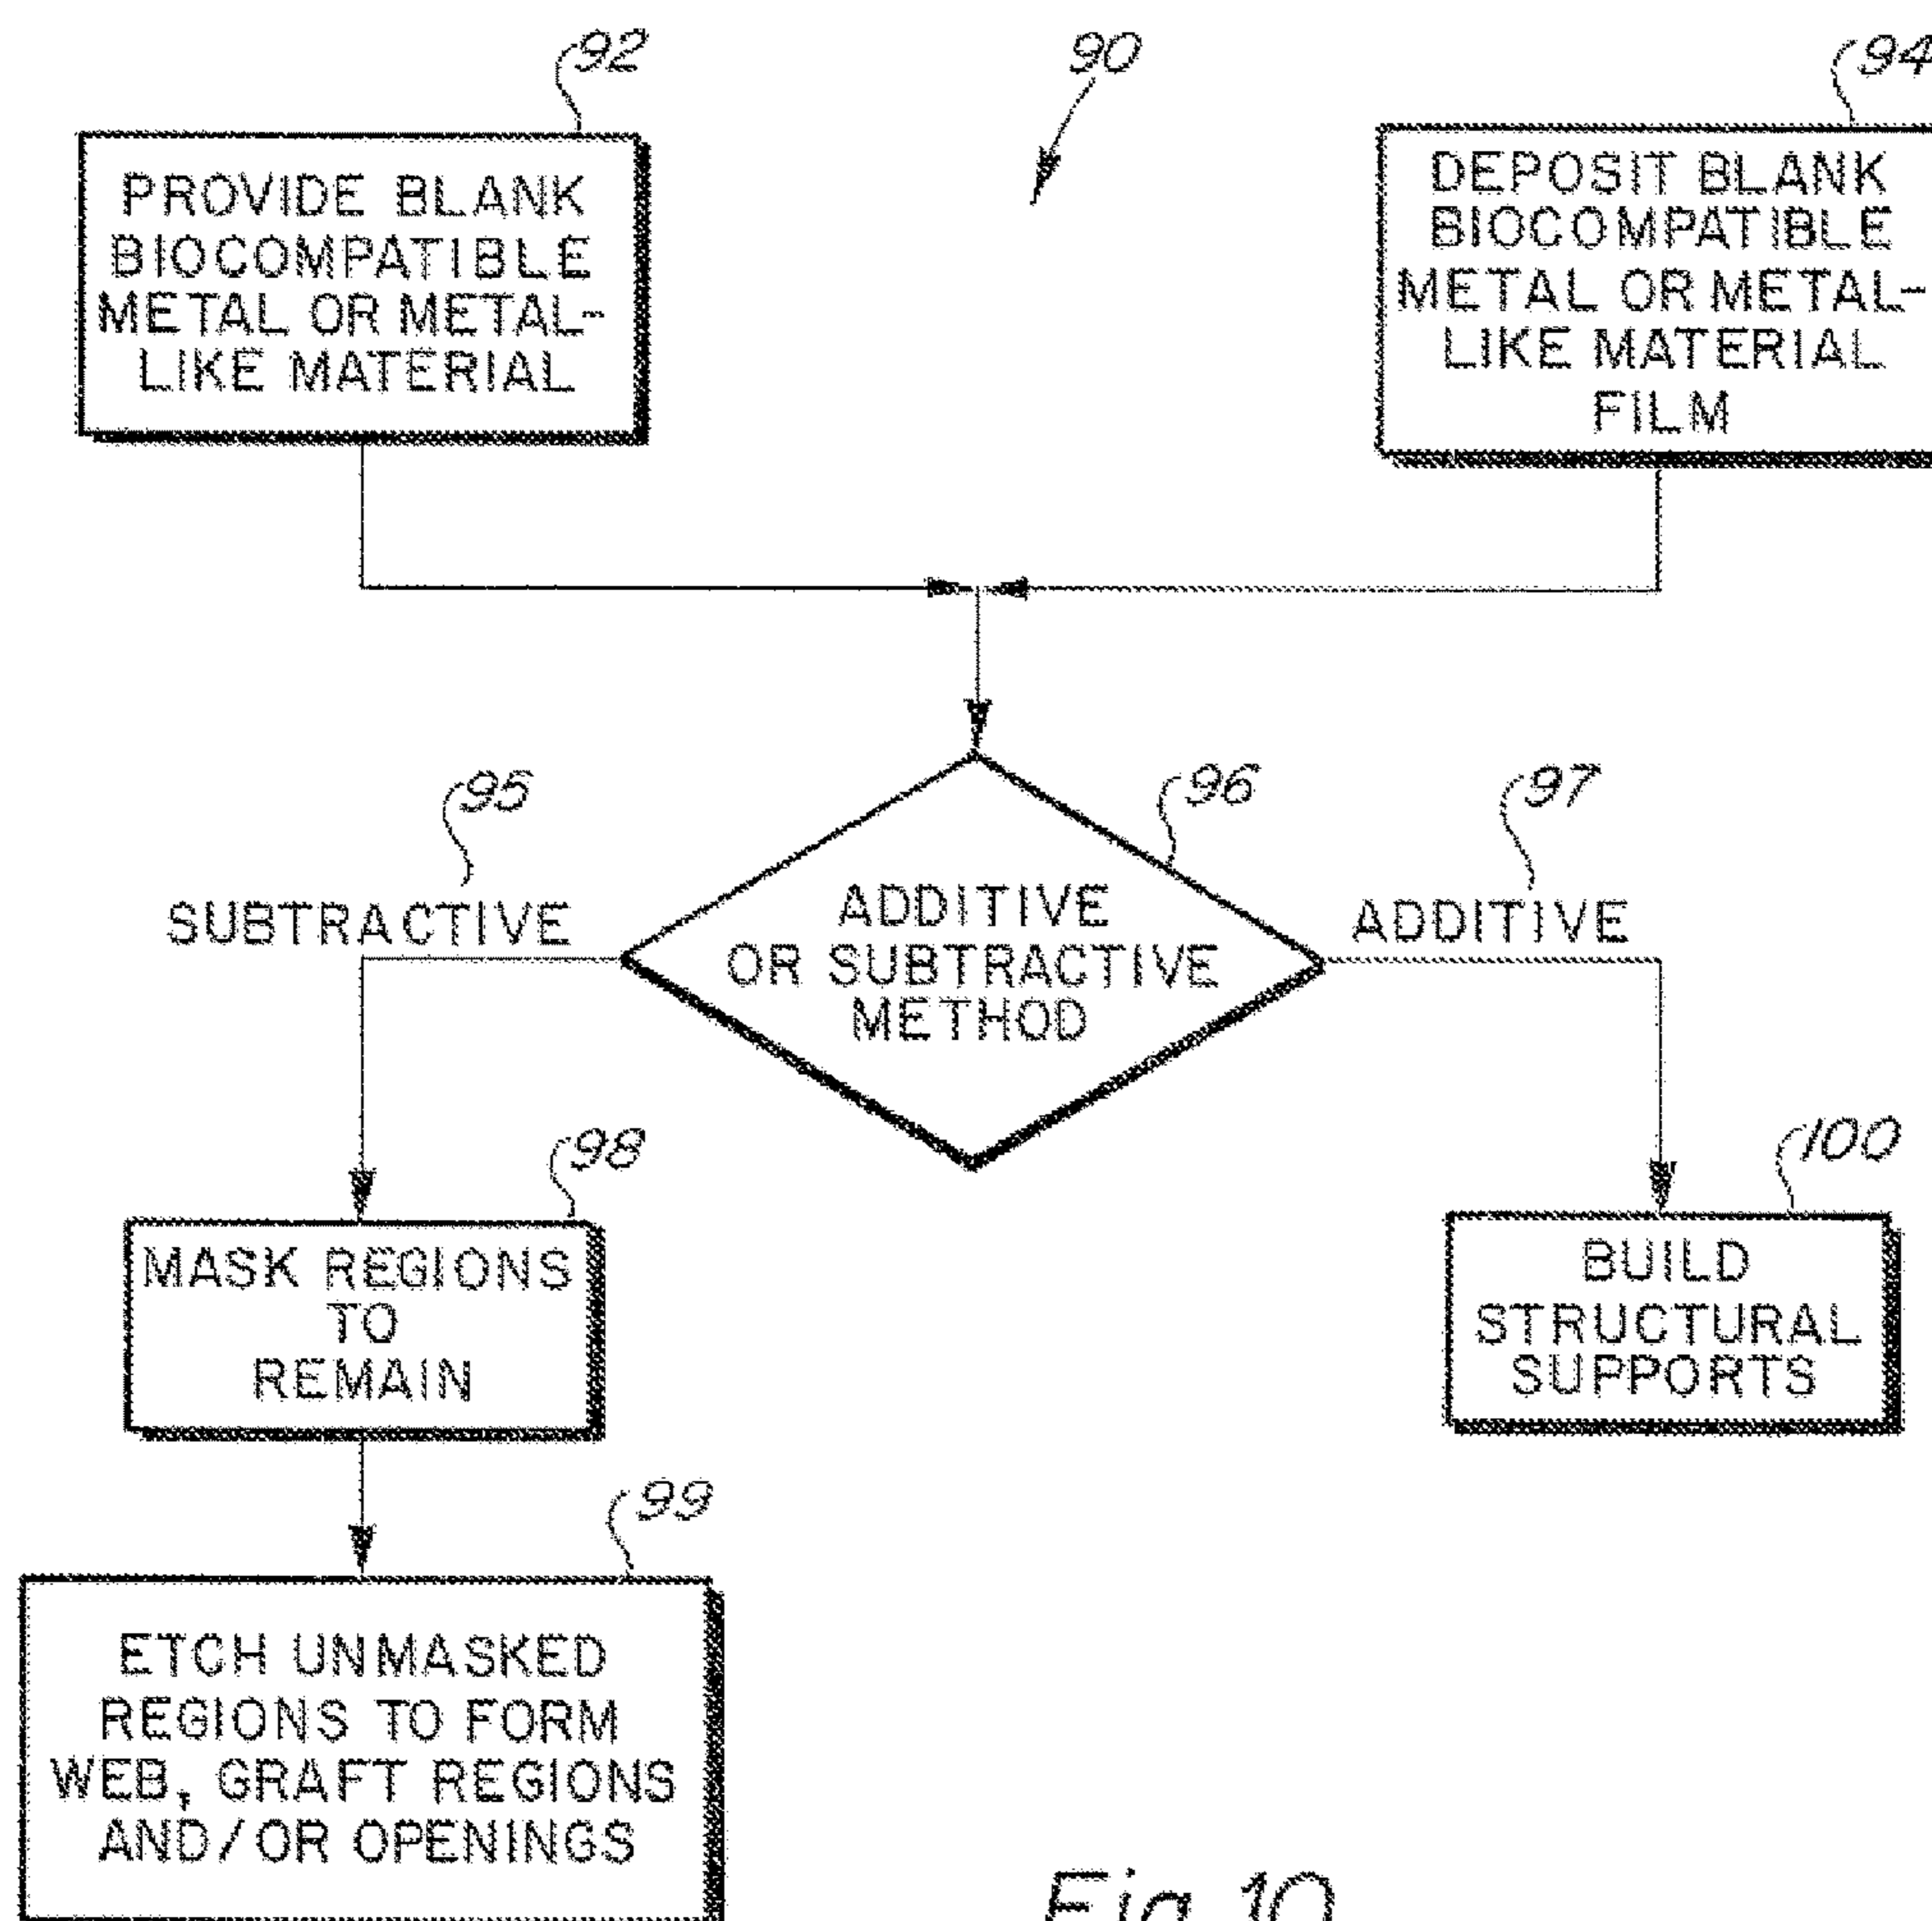 92
90
94
PROVIDE BLANK
BIOCOMPATIBLE
METAL OR METAL-
LIKE MATERIAL
DEPOSIT BLANK
BIOCOMPATIBLE
METAL OR METAL-
LIKE MATERIAL
FILM
95
96
97
SUBTRACTIVE
ADDITIVE
OR SUBTRACTIVE
METHOD
ADDITIVE
98
100
MASK REGIONS
TO
REMAIN
BUILD
STRUCTURAL
SUPPORTS
99
ETCH UNMASKED
REGIONS TO FORM
WEB, GRAFT REGIONS
AND/OR OPENINGS
Fig. 10